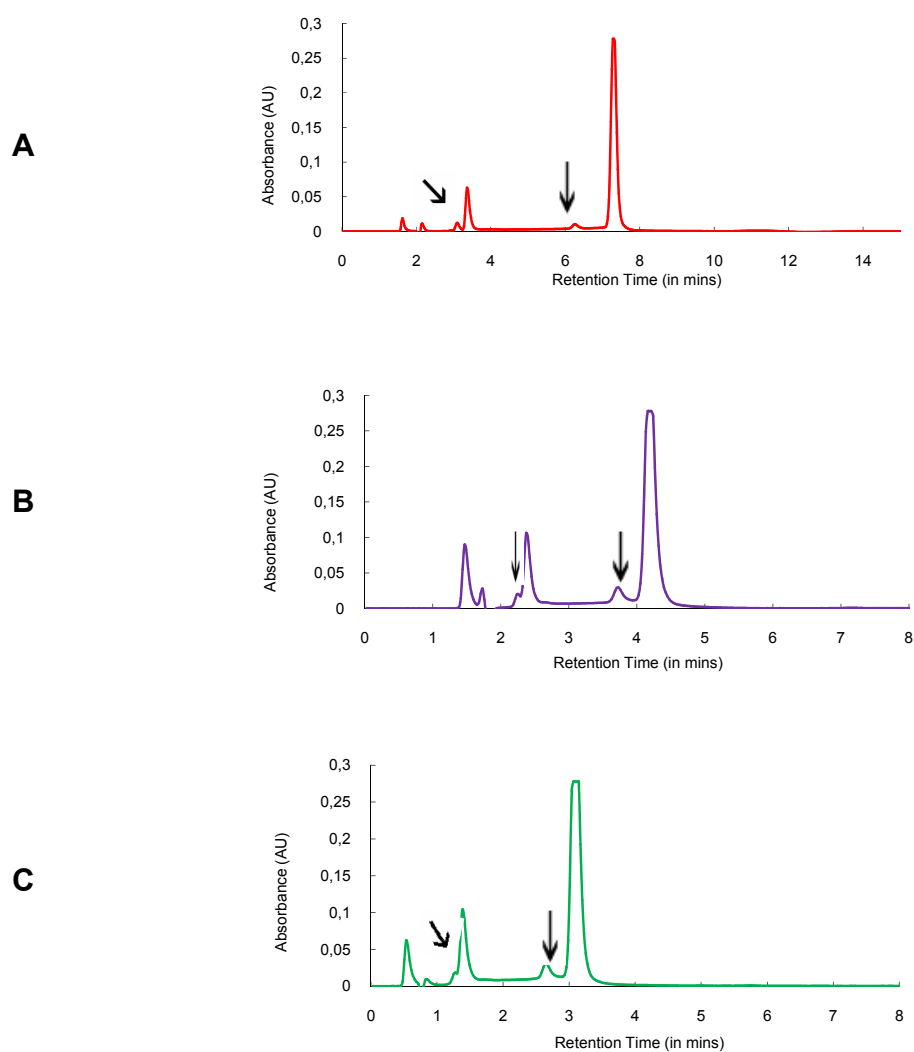 A
Absorbance (AU)
0,3
0,25
0,2
0,15
0,1
0,05
0
0 2 4 6 8 10 12 14
Retention Time (in mins)
B
Absorbance (AU)
0,3
0,25
0,2
0,15
0,1
0,05
0
0 1 2 3 4 5 6 7 8
Retention Time (in mins)
C
Absorbance (AU)
0,3
0,25
0,2
0,15
0,1
0,05
0
0 1 2 3 4 5 6 7 8
Retention Time (in mins)